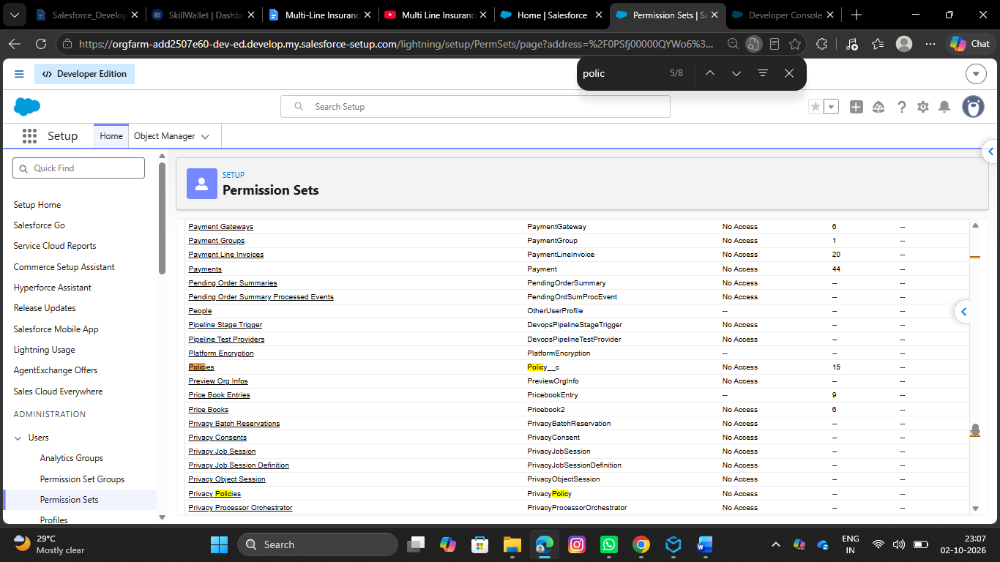 Salesforce_Develop
SkillWallet | Dashbo
Multi-Line Insuranc
Multi Line Insuranc
Home | Salesforce
Permission Sets | Sa
Developer Console
https://orgfarm-add2507e60-dev-ed.develop.my.salesforce-setup.com/lightning/setup/PermSets/page?address=%2F0PSfj00000QYWo6%3...
Chat
Developer Edition
polic 5/8
Search Setup
Setup Home Object Manager
Quick Find
Setup Home
Salesforce Go
Service Cloud Reports
Commerce Setup Assistant
Hyperforce Assistant
Release Updates
Salesforce Mobile App
Lightning Usage
AgentExchange Offers
Sales Cloud Everywhere
ADMINISTRATION
Users
Analytics Groups
Permission Set Groups
Permission Sets
Profiles
SETUP
Permission Sets
Payment Gateways PaymentGateway No Access 6 --
Payment Groups PaymentGroup No Access 1 --
Payment Line Invoices PaymentLineInvoice No Access 20 --
Payments Payment No Access 44 --
Pending Order Summaries PendingOrderSummary No Access -- --
Pending Order Summary Processed Events PendingOrdSumProcEvent No Access -- --
People OtherUserProfile -- -- --
Pipeline Stage Trigger DevopsPipelineStageTrigger No Access -- --
Pipeline Test Providers DevopsPipelineTestProvider No Access -- --
Platform Encryption PlatformEncryption -- -- --
Policies Policy__c No Access 15 --
Preview Org Infos PreviewOrgInfo No Access -- --
Price Book Entries PricebookEntry -- 9 --
Price Books Pricebook2 No Access 6 --
Privacy Batch Reservations PrivacyBatchReservation No Access -- --
Privacy Consents PrivacyConsent No Access -- --
Privacy Job Session PrivacyJobSession No Access -- --
Privacy Job Session Definition PrivacyJobSessionDefinition No Access -- --
Privacy Object Session PrivacyObjectSession No Access -- --
Privacy Policies PrivacyPolicy No Access -- --
Privacy Processor Orchestrator PrivacyProcessorOrchestrator No Access -- --
29°C
Mostly clear
Search
ENG
IN
23:07
02-10-2026